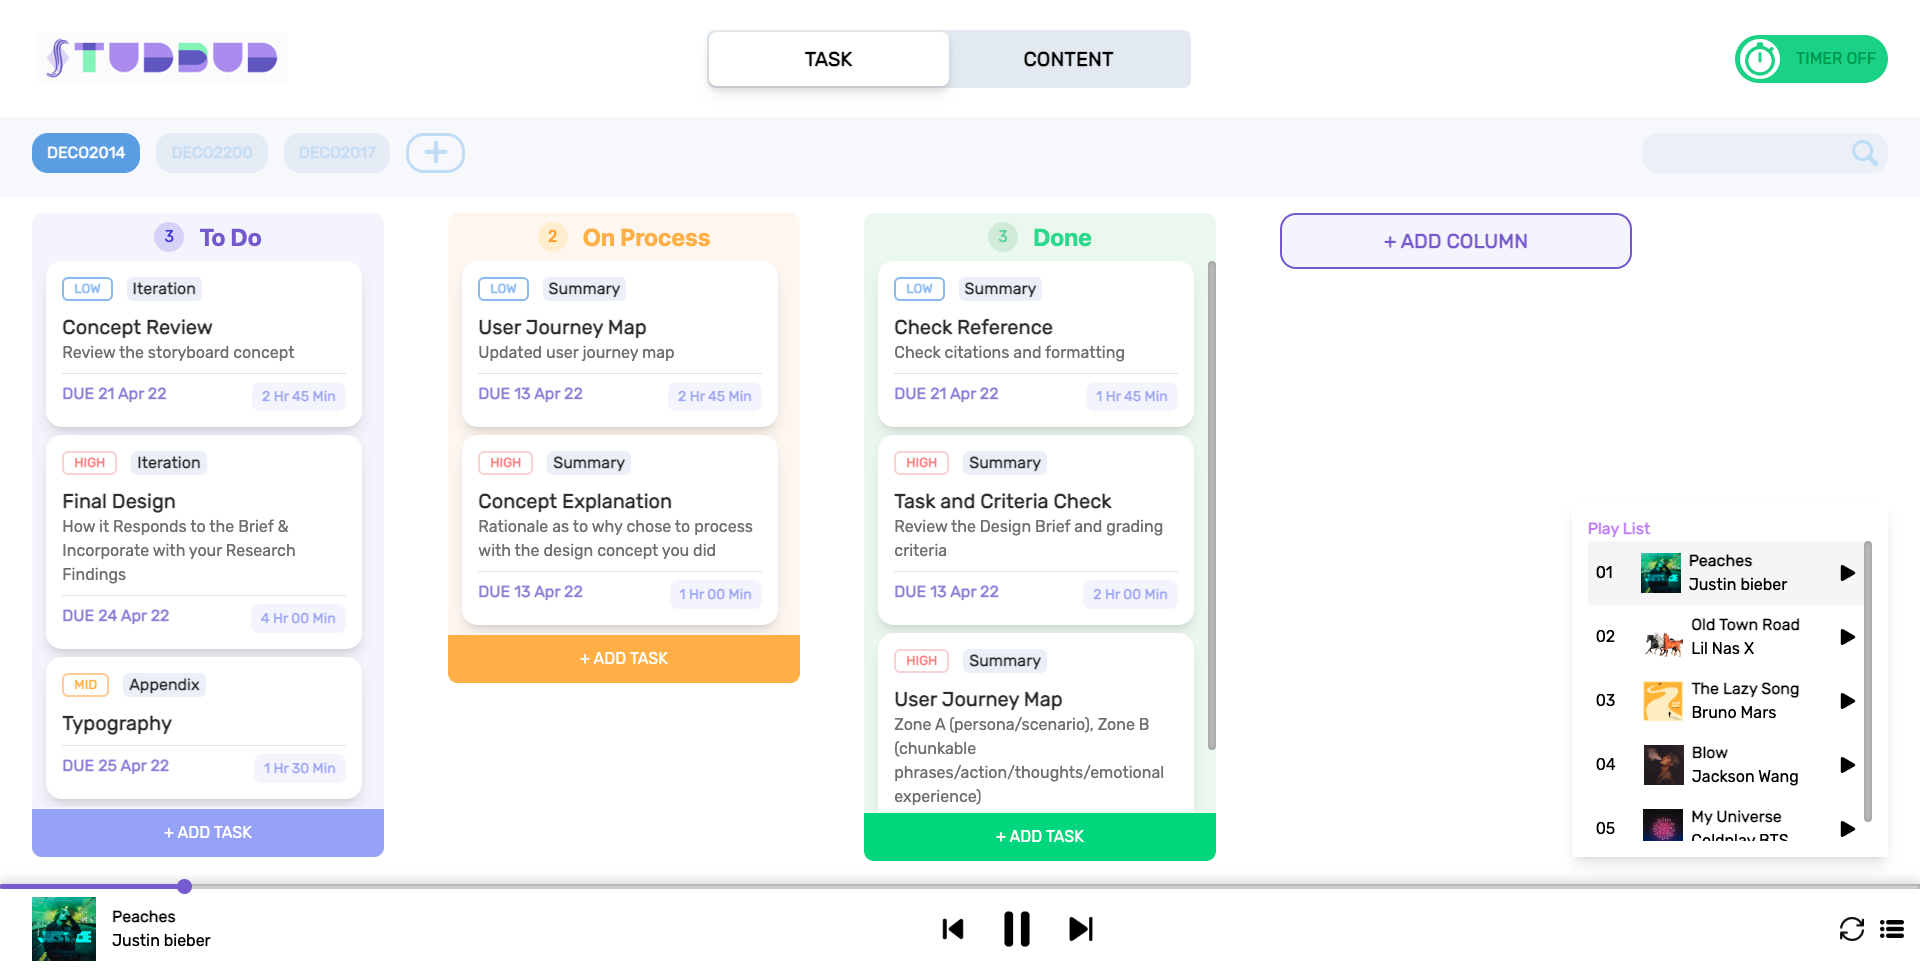 STUDBUD
TASK
CONTENT
TIMER OFF
DECO2014
DECO2200
DECO2017
3 To Do
LOW Iteration
Concept Review
Review the storyboard concept
DUE 21 Apr 22
2 Hr 45 Min
HIGH Iteration
Final Design
How it Responds to the Brief &
Incorporate with your Research
Findings
DUE 24 Apr 22
4 Hr 00 Min
MID Appendix
Typography
DUE 25 Apr 22
1 Hr 30 Min
+ ADD TASK
2 On Process
LOW Summary
User Journey Map
Updated user journey map
DUE 13 Apr 22
2 Hr 45 Min
HIGH Summary
Concept Explanation
Rationale as to why chose to process
with the design concept you did
DUE 13 Apr 22
1 Hr 00 Min
+ ADD TASK
3 Done
LOW Summary
Check Reference
Check citations and formatting
DUE 21 Apr 22
1 Hr 45 Min
HIGH Summary
Task and Criteria Check
Review the Design Brief and grading
criteria
DUE 13 Apr 22
2 Hr 00 Min
HIGH Summary
User Journey Map
Zone A (persona/scenario), Zone B
(chunkable
phrases/action/thoughts/emotional
experience)
+ ADD TASK
+ ADD COLUMN
Play List
01
Peaches
Justin bieber
02
Old Town Road
Lil Nas X
03
The Lazy Song
Bruno Mars
04
Blow
Jackson Wang
05
My Universe
Coldplay BTS
Peaches
Justin bieber